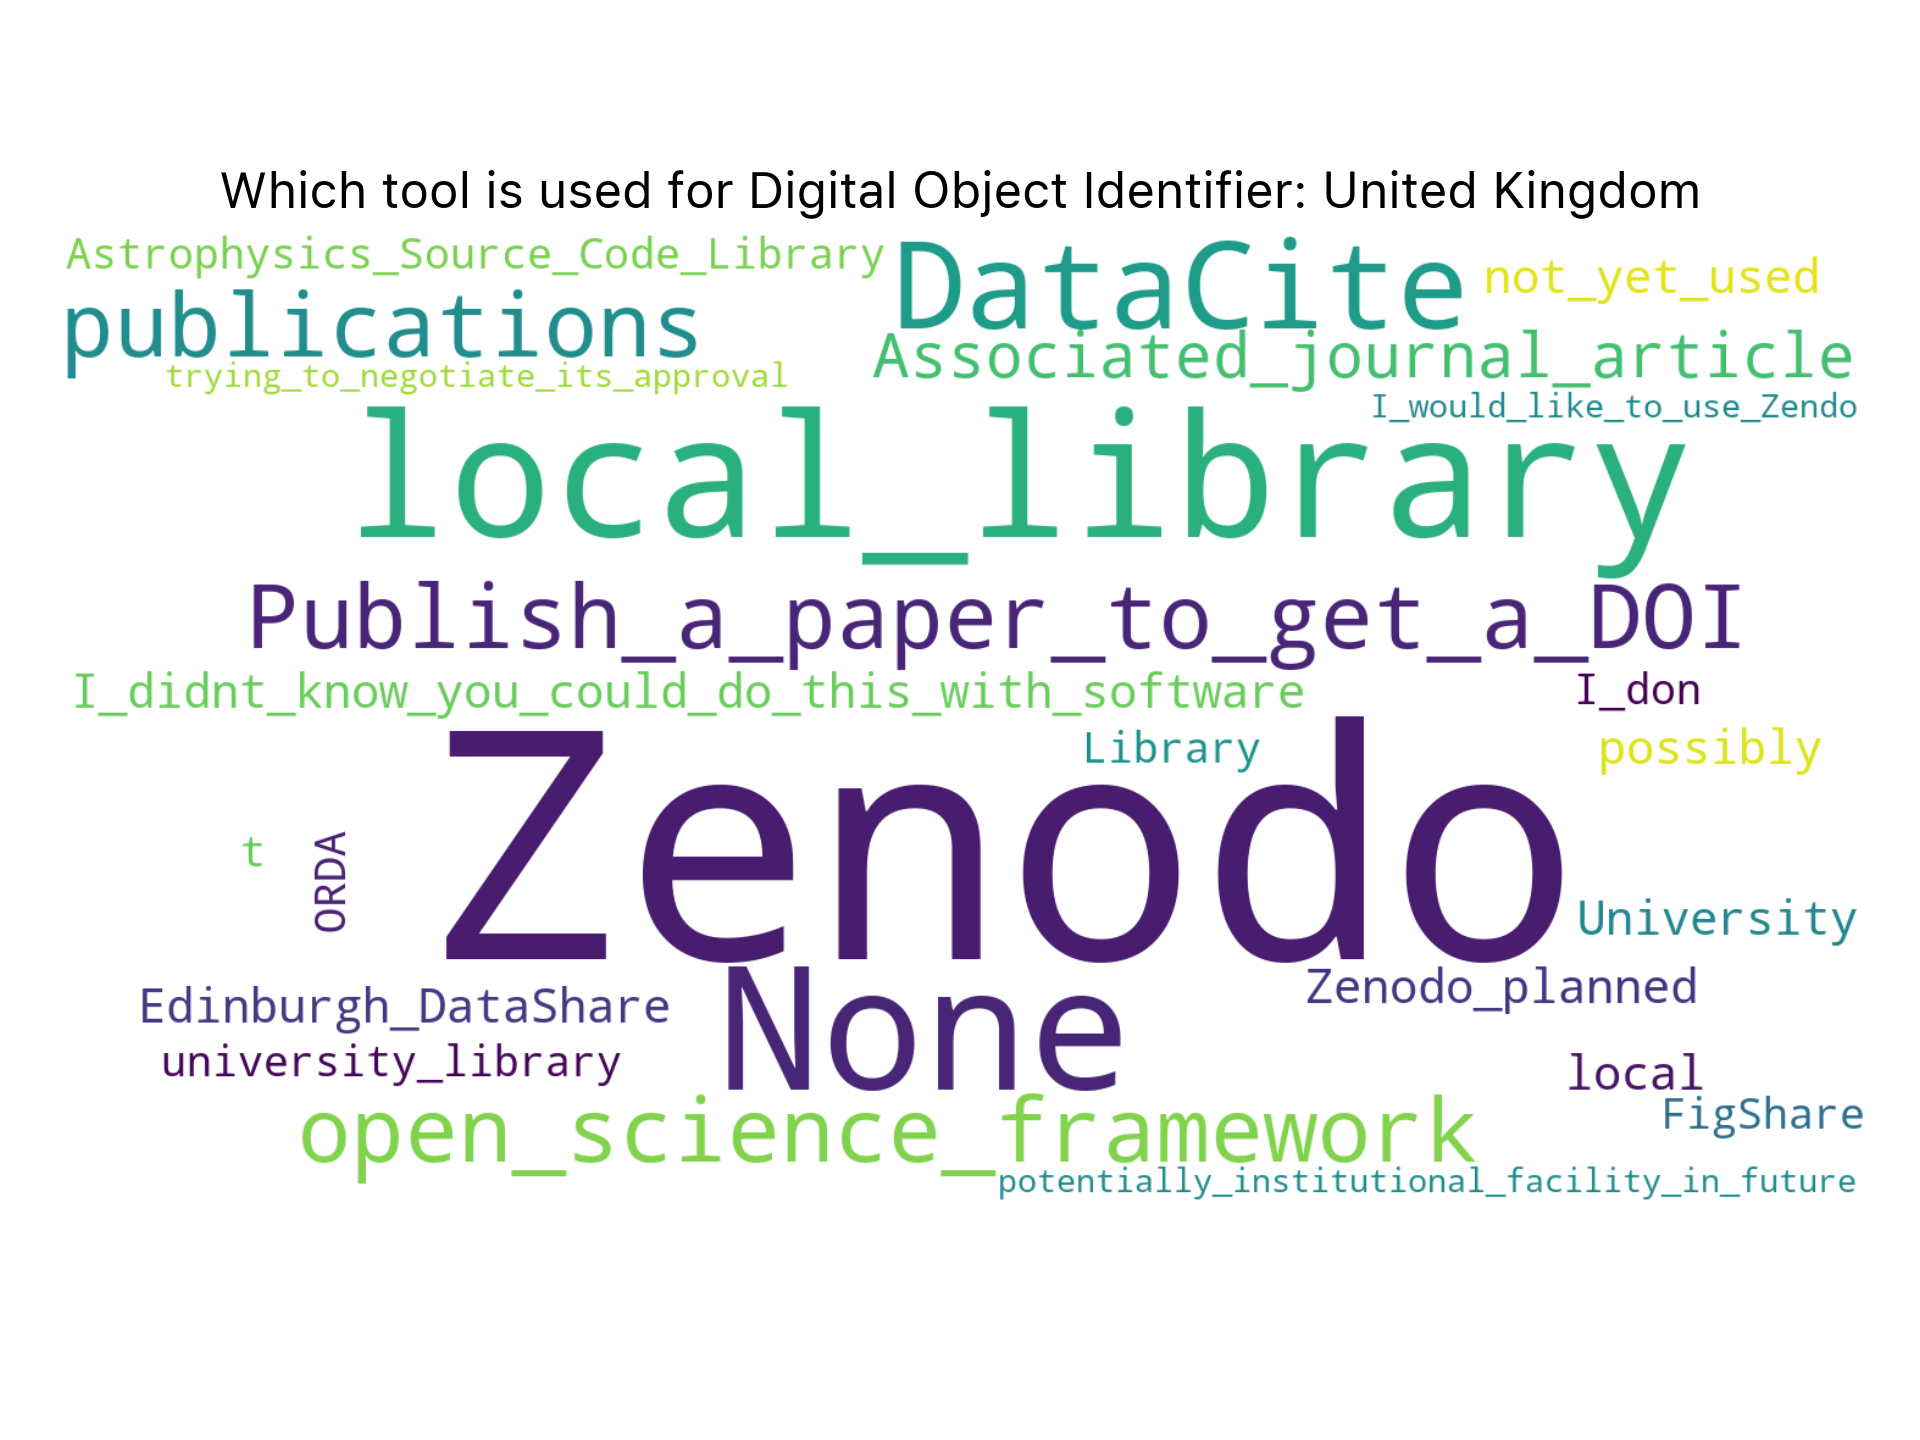 Which tool is used for Digital Object Identifier: United Kingdom
Astrophysics_Source_Code_Library
DataCite
not_yet_used
publications
Associated_journal_article
trying_to_negotiate_its_approval
I_would_like_to_use_Zendo
local_library
Publish_a_paper_to_get_a_DOI
I_didnt_know_you_could_do_this_with_software
I_don
Library
possibly
Zenodo
t
ORDA
University
None
Zenodo_planned
Edinburgh_DataShare
university_library
local
open_science_framework
FigShare
potentially_institutional_facility_in_future